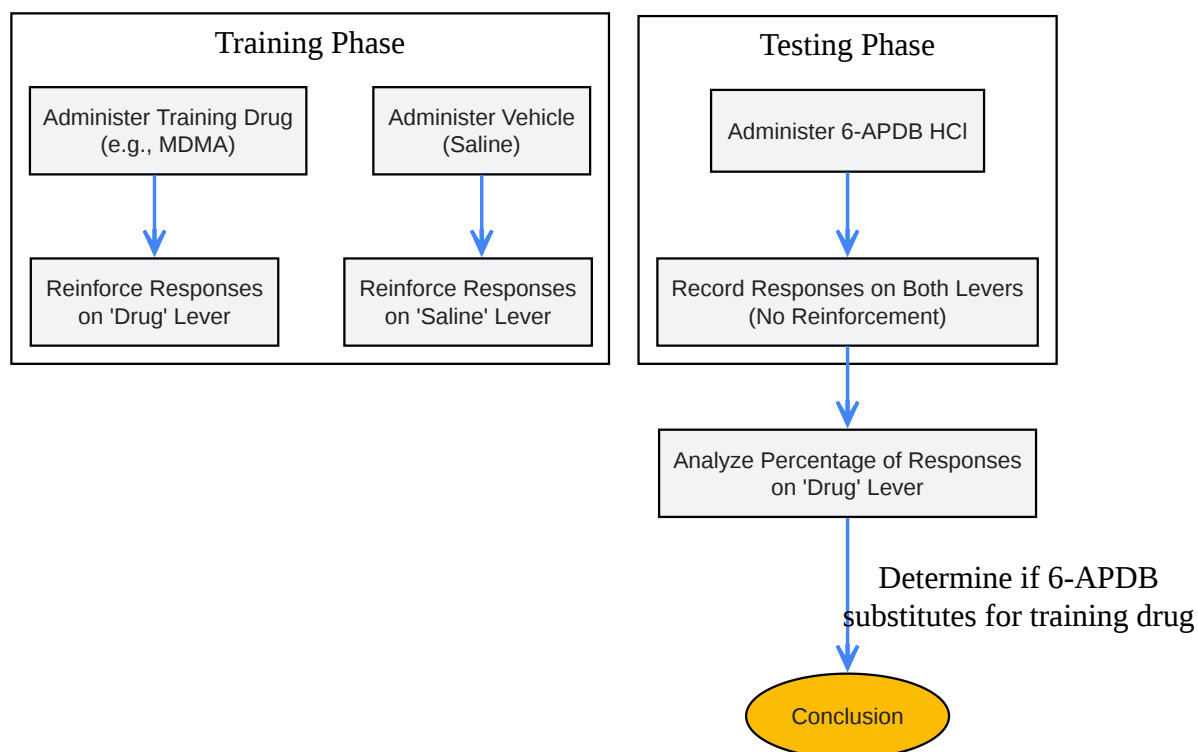 Training Phase
Administer Training Drug
(e.g., MDMA)
Administer Vehicle
(Saline)
Reinforce Responses
on 'Drug' Lever
Reinforce Responses
on 'Saline' Lever
Testing Phase
Administer 6-APDB HCl
Record Responses on Both Levers
(No Reinforcement)
Analyze Percentage of Responses
on 'Drug' Lever
Determine if 6-APDB
substitutes for training drug
Conclusion